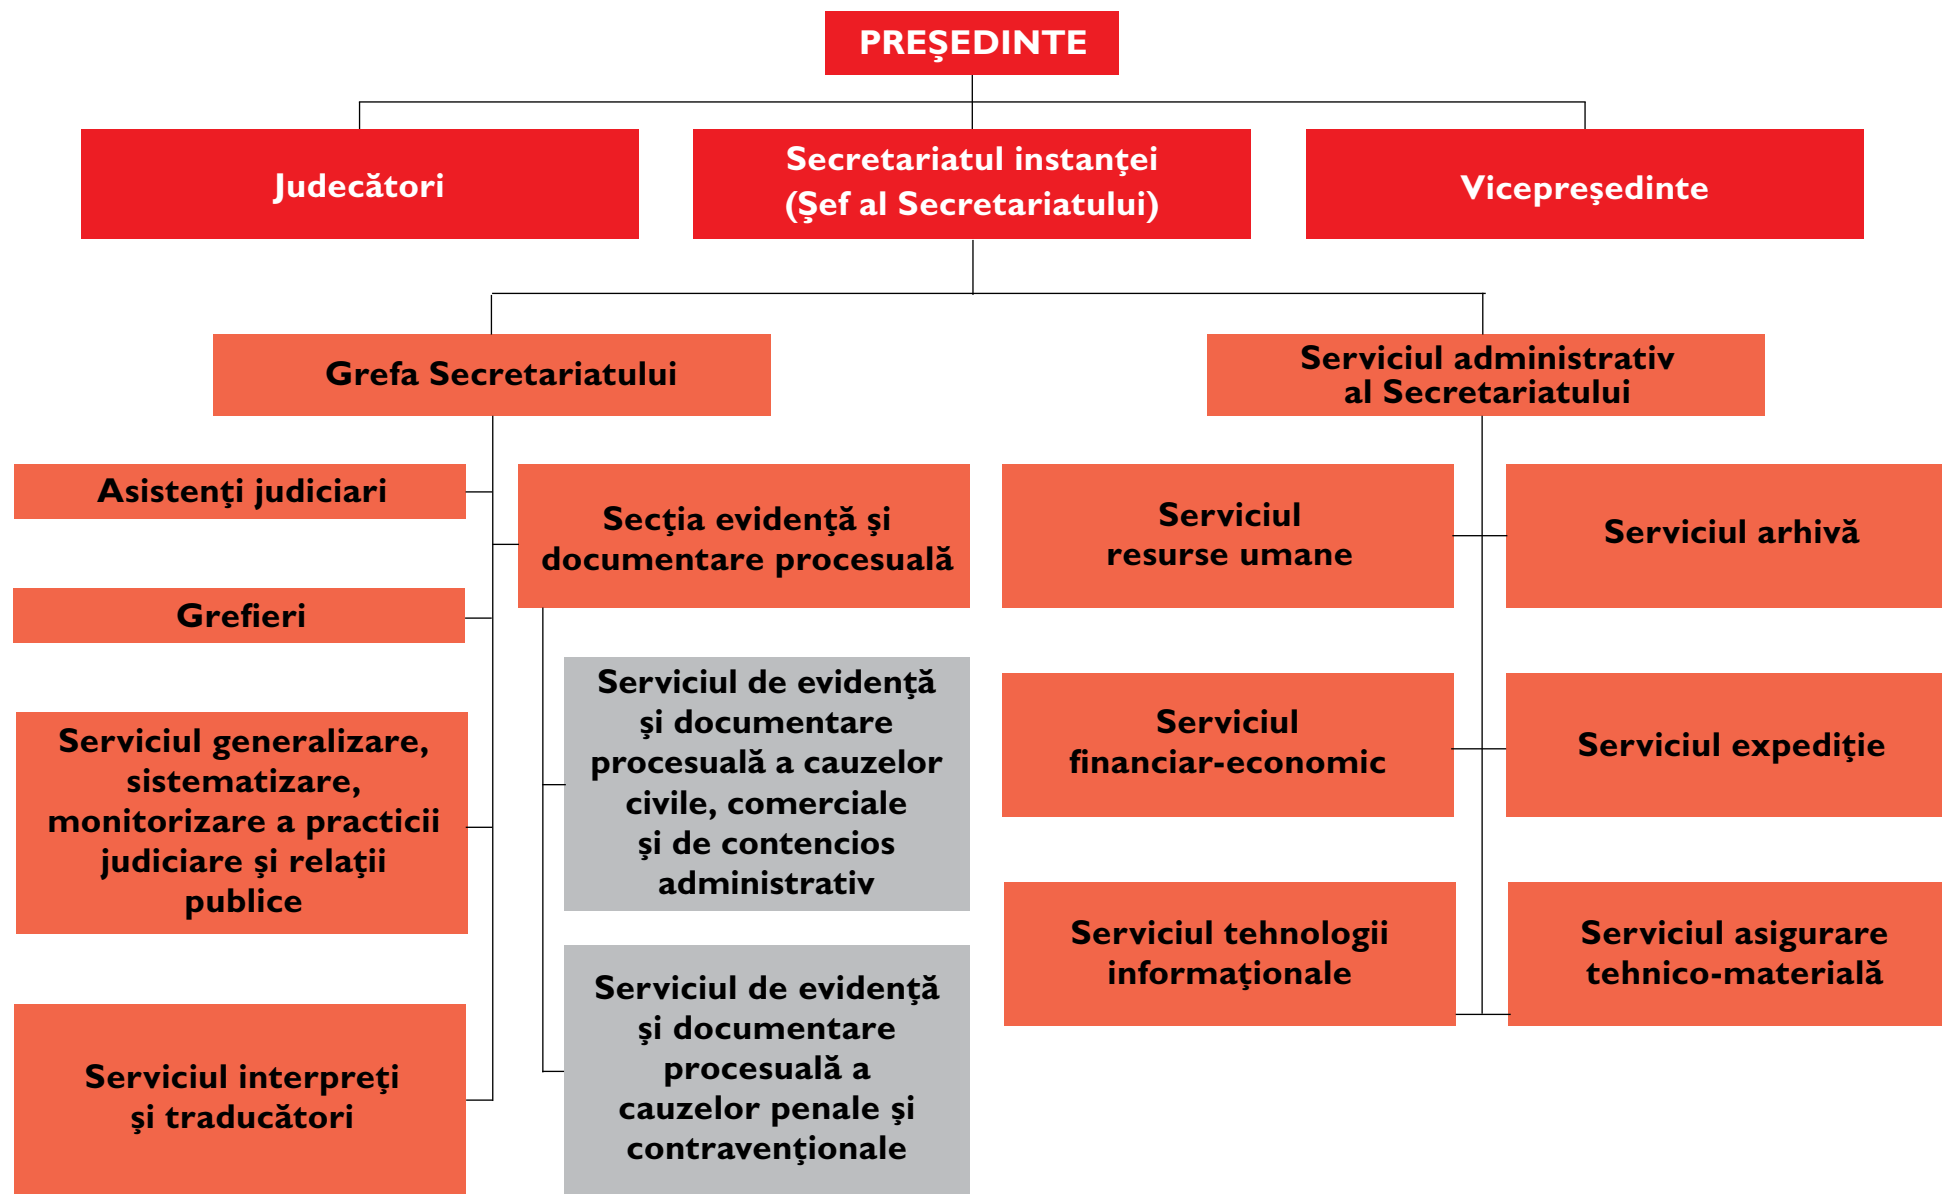 PREŞEDINTE
Judecători
Secretariatul instanţei
(Şef al Secretariatului)
Vicepreşedinte
Grefa Secretariatului
Serviciul administrativ
al Secretariatului
Asistenţi judiciari
Secţia evidenţă şi
documentare procesuală
Grefieri
Serviciul de evidenţă
şi documentare
procesuală a cauzelor
civile, comerciale
şi de contencios
administrativ
Serviciul generalizare,
sistematizare,
monitorizare a practicii
judiciare şi relaţii
publice
Serviciul de evidenţă
şi documentare
procesuală a
cauzelor penale şi
contravenţionale
Serviciul interpreţi
şi traducători
Serviciul
resurse umane
Serviciul arhivă
Serviciul
financiar-economic
Serviciul expediţie
Serviciul tehnologii
informaţionale
Serviciul asigurare
tehnico-materială